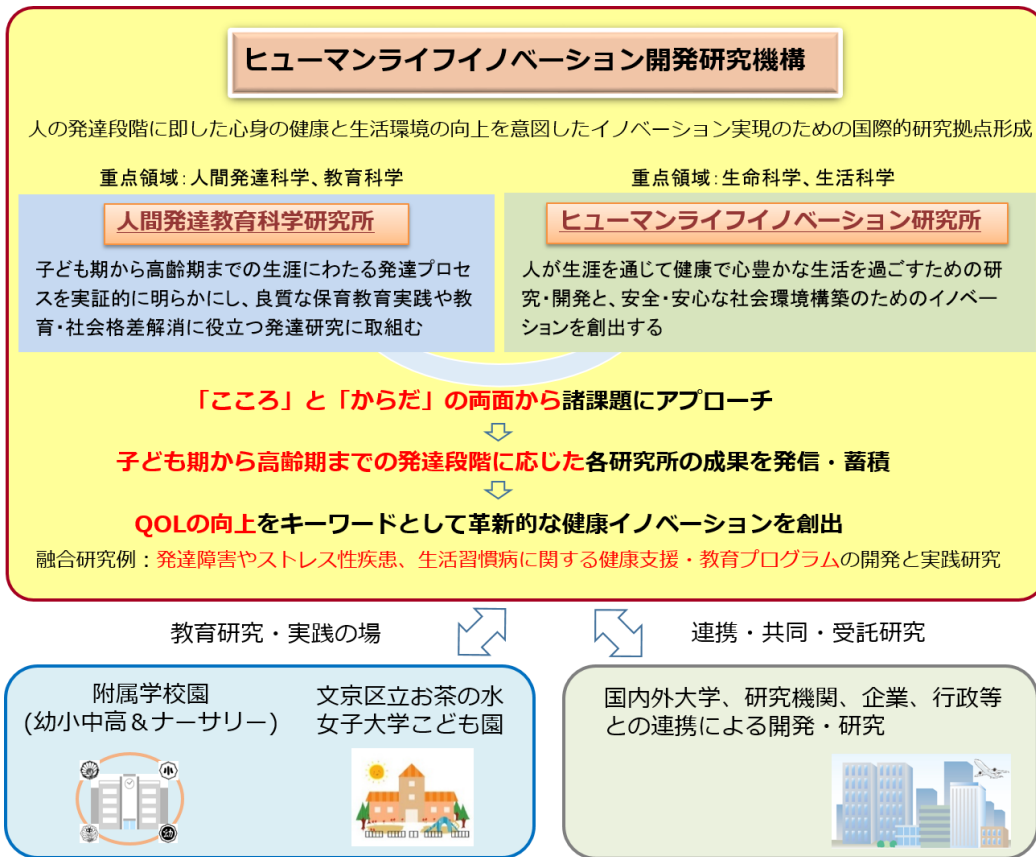 ヒューマンライフイノベーション開発研究機構
人の発達段階に即した心身の健康と生活環境の向上を意図したイノベーション実現のための国際的研究拠点形成
重点領域：人間発達科学、教育科学
人間発達教育科学研究所
子ども期から高齢期までの生涯にわたる発達プロセ
スを実証的に明らかにし、良質な保育教育実践や教
育・社会格差解消に役立つ発達研究に取組む
重点領域：生命科学、生活科学
ヒューマンライフイノベーション研究所
人が生涯を通じて健康で心豊かな生活を過ごすための研
究・開発と、安全・安心な社会環境構築のためのイノベー
ションを創出する
「こころ」と「からだ」の両面から諸課題にアプローチ
子ども期から高齢期までの発達段階に応じた各研究所の成果を発信・蓄積
QOLの向上をキーワードとして革新的な健康イノベーションを創出
融合研究例：発達障害やストレス性疾患、生活習慣病に関する健康支援・教育プログラムの開発と実践研究
教育研究・実践の場
連携・共同・受託研究
附属学校園
(幼小中高＆ナーサリー)
小
幼
文京区立お茶の水
女子大学こども園
国内外大学、研究機関、企業、行政等
との連携による開発・研究